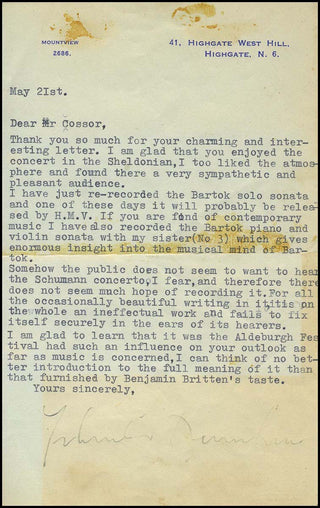 MOUNTVIEW
2686.
41, HIGHGATE WEST HILL,
HIGHGATE, N. 6.
May 21st.
Dear Mr Cossor,
Thank you so much for your charming and inter-
esting letter. I am glad that you enjoyed the
concert in the Sheldonian,I too liked the atmos-
phere and found there a very sympathetic and
pleasant audience.
I have just re-recorded the Bartok solo sonata
and one of these days it will probably be relea-
sed by H.M.V. If you are fond of contemporary
music I have also recorded the Bartok piano and
violin sonata with my sister(No 3) which gives
enormous insight into the musical mind of Bar-
tok.
Somehow the public does not seem to want to hear
the Schumann concerto,I fear,and therefore there
does not seem much hope of recording it.For all
the occasionally beautiful writing in it,itis on
the whole an ineffectual work and fails to fix
itself securely in the ears of its hearers.
I am glad to learn that it was the Aldeburgh Fes
tival had such an influence on your outlook as
far as music is concerned,I can think of no bet-
ter introduction to the full meaning of it than
that furnished by Benjamin Britten's taste.
Yours sincerely,